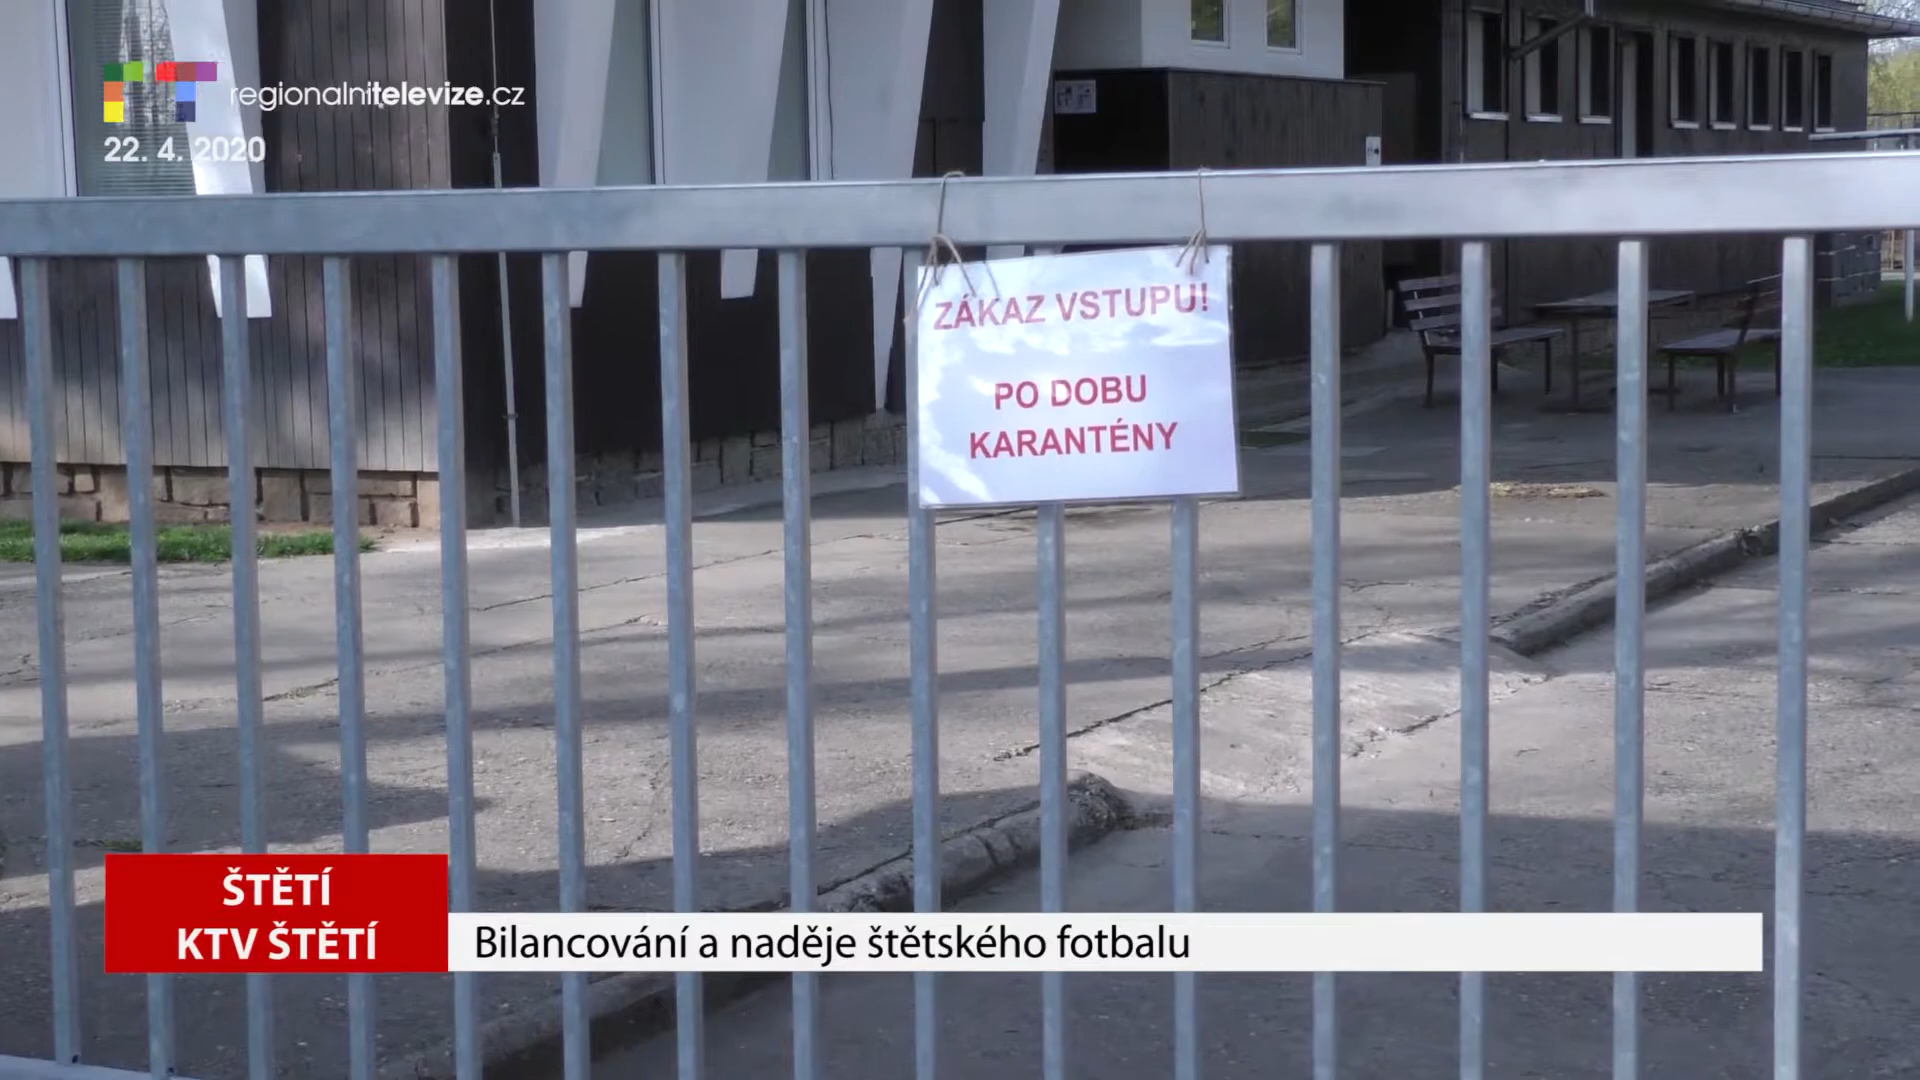 regionalnitelevize.cz
22. 4. 2020
ZÁKAZ VSTUPU!
PO DOBU
KARANTÉNY
ŠTĚTÍ
KTV ŠTĚTÍ
Bilancování a naděje štětského fotbalu